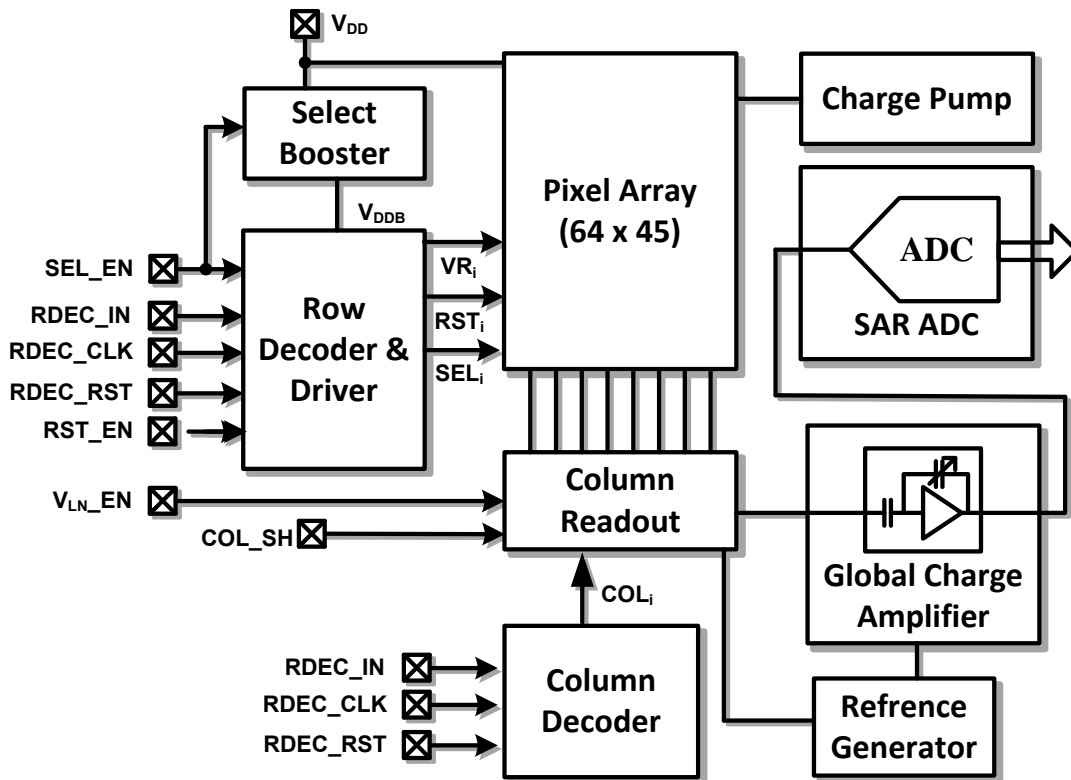 VDD
Select
Booster
VDDB
SEL_EN
RDEC_IN
RDEC_CLK
RDEC_RST
RST_EN
Row
Decoder &
Driver
VRi
RSTi
SELi
Pixel Array
(64 x 45)
Charge Pump
ADC
SAR ADC
VLN_EN
COL_SH
Column
Readout
COLi
Global Charge
Amplifier
RDEC_IN
RDEC_CLK
RDEC_RST
Column
Decoder
Refrence
Generator